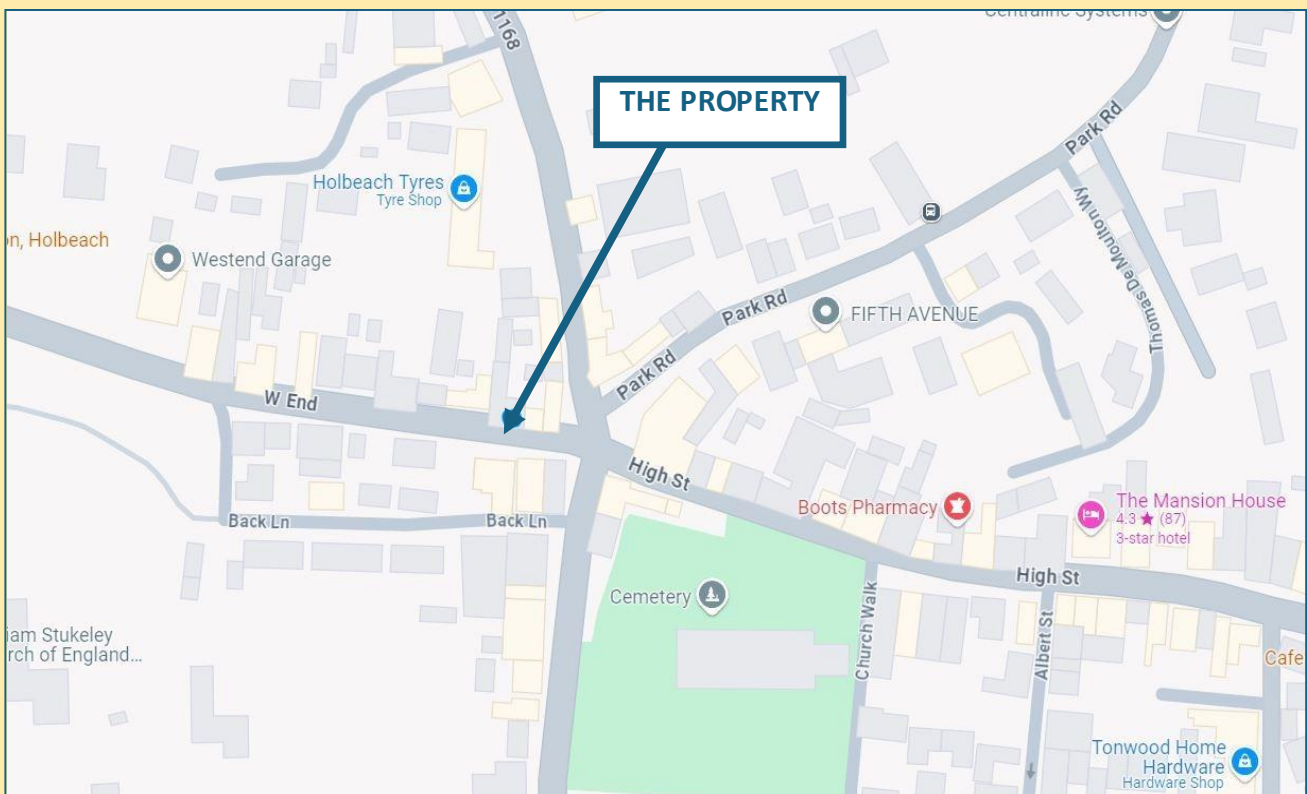 Centraline Systems
1168
THE PROPERTY
Park Rd
Holbeach Tyres
Tyre Shop
Thomas De Moulton Wy
n, Holbeach
Westend Garage
Park Rd
FIFTH AVENUE
Park Rd
W End
High St
Boots Pharmacy
The Mansion House
4.3 ★ (87)
3-star hotel
Back Ln
Back Ln
High St
Cemetery
Church Walk
Albert St
iam Stukeley
rch of England...
Cafe
Tonwood Home
Hardware
Hardware Shop